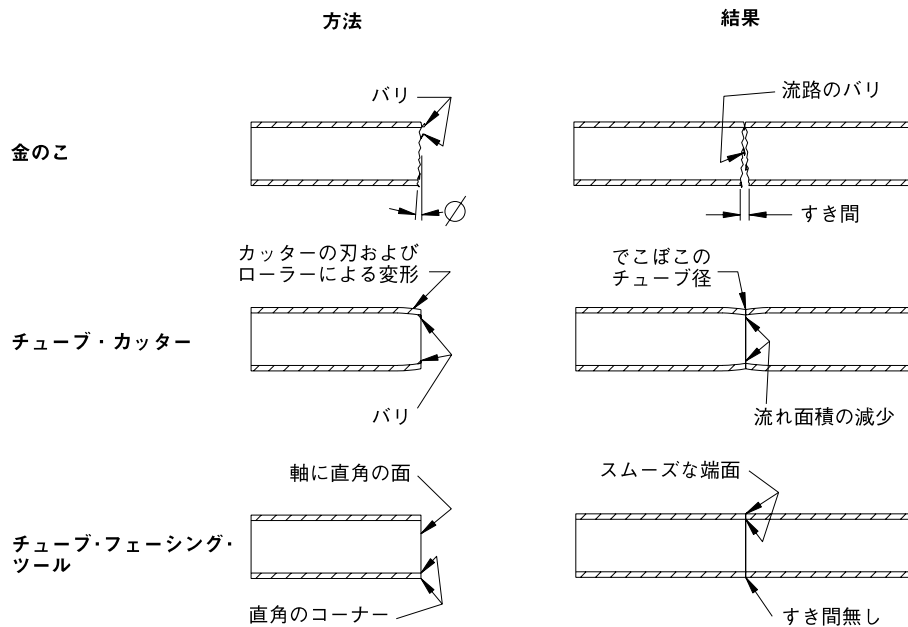 方法
結果
バリ
流路のバリ
金のこ
すき間
カッターの刃および
ローラーによる変形
でこぼこの
チューブ径
チューブ・カッター
バリ
流れ面積の減少
軸に直角の面
スムーズな端面
チューブ・フェーシング・
ツール
直角のコーナー
すき間無し